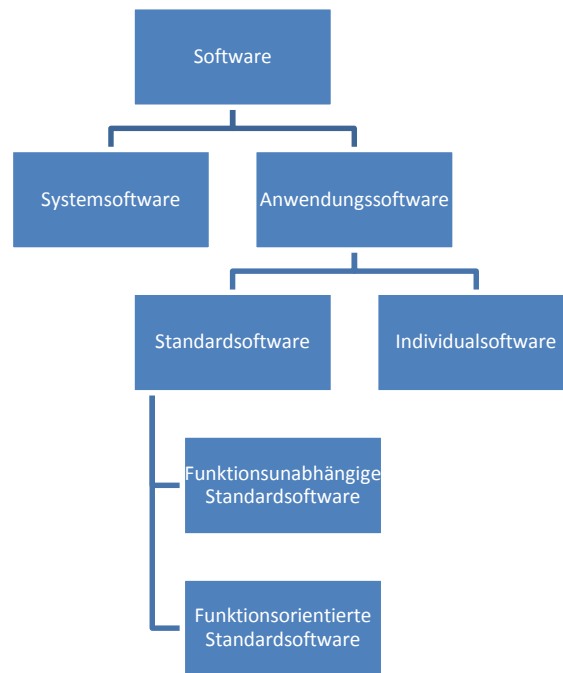 Software
Systemsoftware
Anwendungssoftware
Standardsoftware
Individualsoftware
Funktionsunabhängige
Standardsoftware
Funktionsorientierte
Standardsoftware